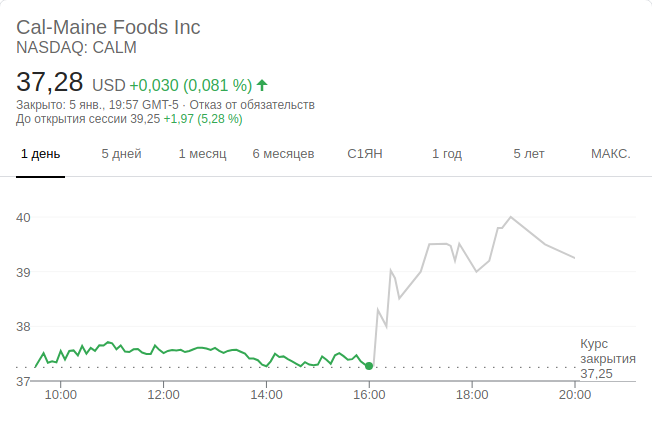 Cal-Maine Foods Inc
NASDAQ: CALM
37,28 USD +0,030 (0,081 %)
Закрыто: 5 янв., 19:57 GMT-5 · Отказ от обязательств
До открытия сессии 39,25 +1,97 (5,28 %)
1 день 5 дней 1 месяц 6 месяцев С1ЯН 1 год 5 лет МАКС.
40
39
38
37
Курс
закрытия
37,25
10:00 12:00 14:00 16:00 18:00 20:00